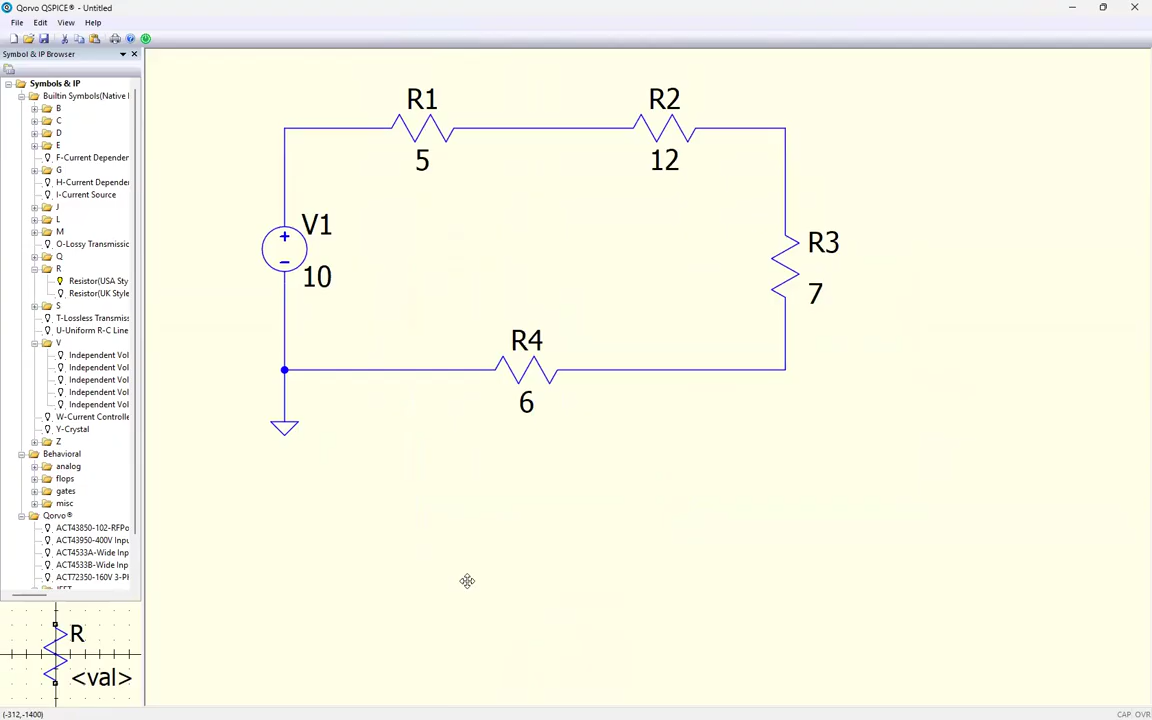 Qorvo QSPICE® - Untitled
File Edit View Help
Symbol & IP Browser
Symbols & IP
Builtin Symbols(Native
B
C
D
E
F-Current Depender
G
H-Current Depender
I-Current Source
J
L
M
O-Lossy Transmissic
Q
R
Resistor(USA Sty
Resistor(UK Style
S
T-Lossless Transmiss
U-Uniform R-C Line
V
Independent Vol
Independent Vol
Independent Vol
Independent Vol
Independent Vol
W-Current Controlle
Y-Crystal
Z
Behavioral
analog
flops
gates
misc
Qorvo®
ACT43850-102-RFPo
ACT43950-400V Inpu
ACT4533A-Wide Inp
ACT4533B-Wide Inp
ACT72350-160V 3-PH
R
<val>
R1
5
R2
12
V1
10
R3
7
R4
6
(-312,-1400)
CAP OVR